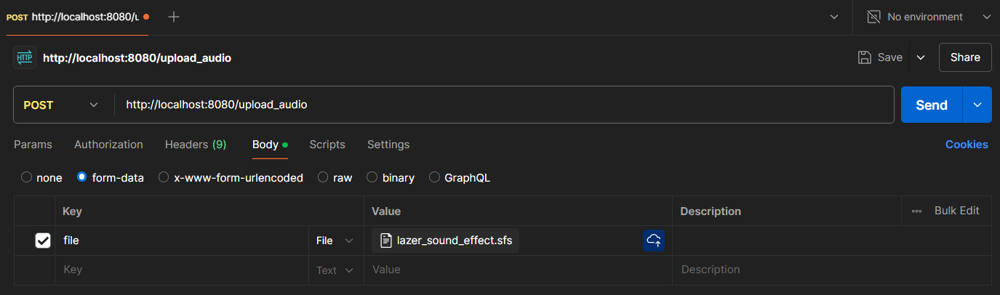 POST http://localhost:8080/u
No environment
HTTP http://localhost:8080/upload_audio
Save
Share
POST http://localhost:8080/upload_audio
Send
Params Authorization Headers (9) Body Scripts Settings
Cookies
none form-data x-www-form-urlencoded raw binary GraphQL
Key Value Description Bulk Edit
file File lazer_sound_effect.sfs
Key Text Value Description